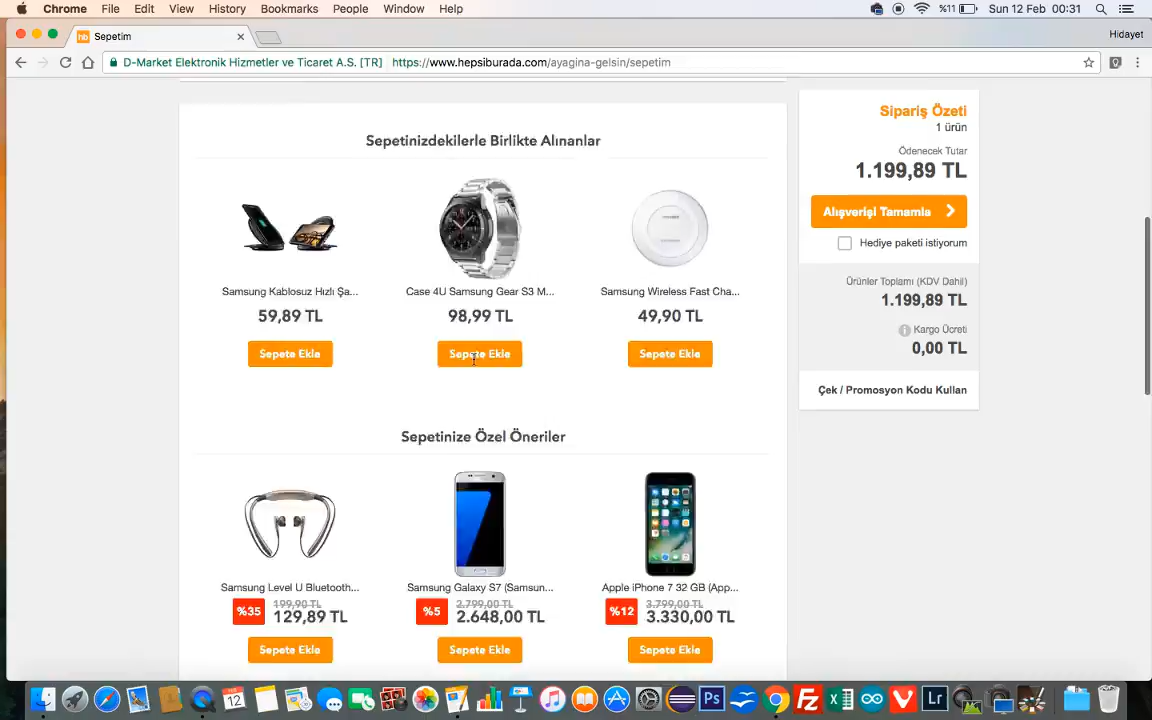 Chrome File Edit View History Bookmarks People Window Help
%11 Sun 12 Feb 00:31
hb Sepetim
Hidayet
D-Market Elektronik Hizmetler ve Ticaret A.S. [TR] https://www.hepsiburada.com/ayagina-gelsin/sepetim
Sepetinizdekilerle Birlikte Alınanlar
Samsung Kablosuz Hızlı Şa...
59,89 TL
Sepete Ekle
Case 4U Samsung Gear S3 M...
98,99 TL
Sepete Ekle
Samsung Wireless Fast Cha...
49,90 TL
Sepete Ekle
Sepetinize Özel Öneriler
Samsung Level U Bluetooth...
%35 199,90 TL
129,89 TL
Sepete Ekle
Samsung Galaxy S7 (Samsun...
%5 2.799,00 TL
2.648,00 TL
Sepete Ekle
Apple iPhone 7 32 GB (App...
%12 3.799,00 TL
3.330,00 TL
Sepete Ekle
Sipariş Özeti
1 ürün
Ödenecek Tutar
1.199,89 TL
Alışverişi Tamamla
Hediye paketi istiyorum
Ürünler Toplamı (KDV Dahil)
1.199,89 TL
Kargo Ücreti
0,00 TL
Çek / Promosyon Kodu Kullan
12
Ps
Lr